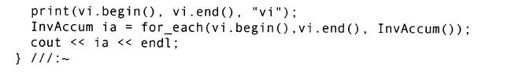 print(vi.begin(), vi.end(), "vi");
InvAccum ia = for_each(vi.begin(),vi.end(), InvAccum());
cout << ia << endl;
} ///:~